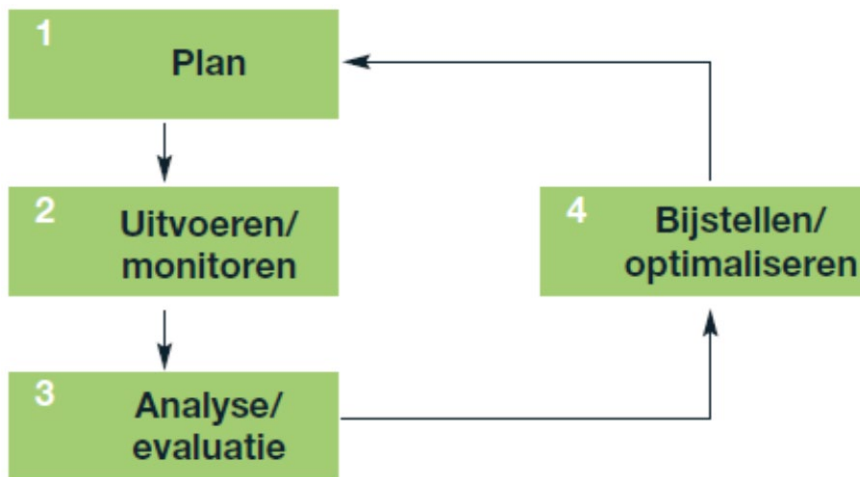 1
Plan
2
Uitvoeren/
monitoren
3
Analyse/
evaluatie
4
Bijstellen/
optimaliseren